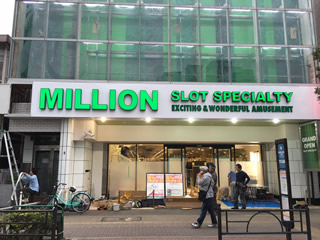 MILLION
SLOT SPECIALTY
EXCITING & WONDERFUL AMUSEMENT
GRAND
OPEN